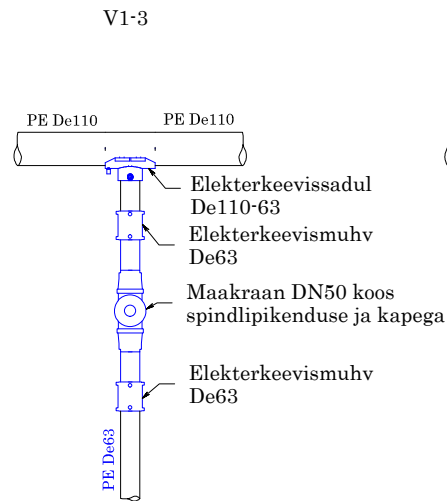 V1-3
PE De110
PE De110
Elekterkeevissadul
De110-63
Elekterkeevismuhv
De63
Maakraan DN50 koos
spindlipikenduse ja kapega
Elekterkeevismuhv
De63
PE De63